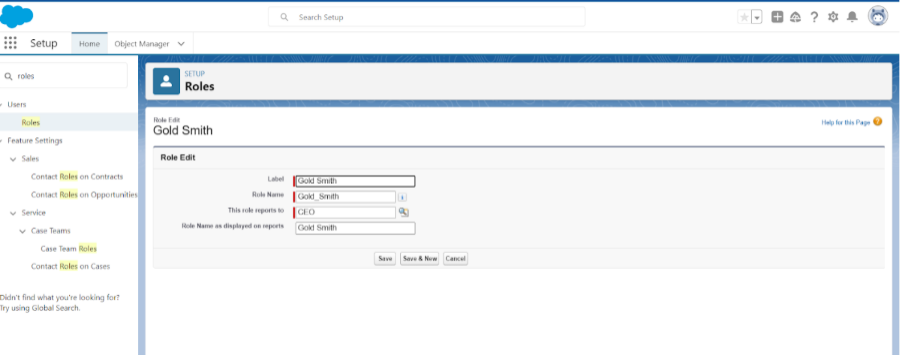 Search Setup
Setup Home Object Manager
roles
Users
Roles
Feature Settings
Sales
Contact Roles on Contracts
Contact Roles on Opportunities
Service
Case Teams
Case Team Roles
Contact Roles on Cases
Didn't find what you're looking for?
Try using Global Search.
SETUP
Roles
Role Edit
Gold Smith
Help for this Page
Role Edit
Label Gold Smith
Role Name Gold_Smith
This role reports to CEO
Role Name as displayed on reports Gold Smith
Save Save & New Cancel